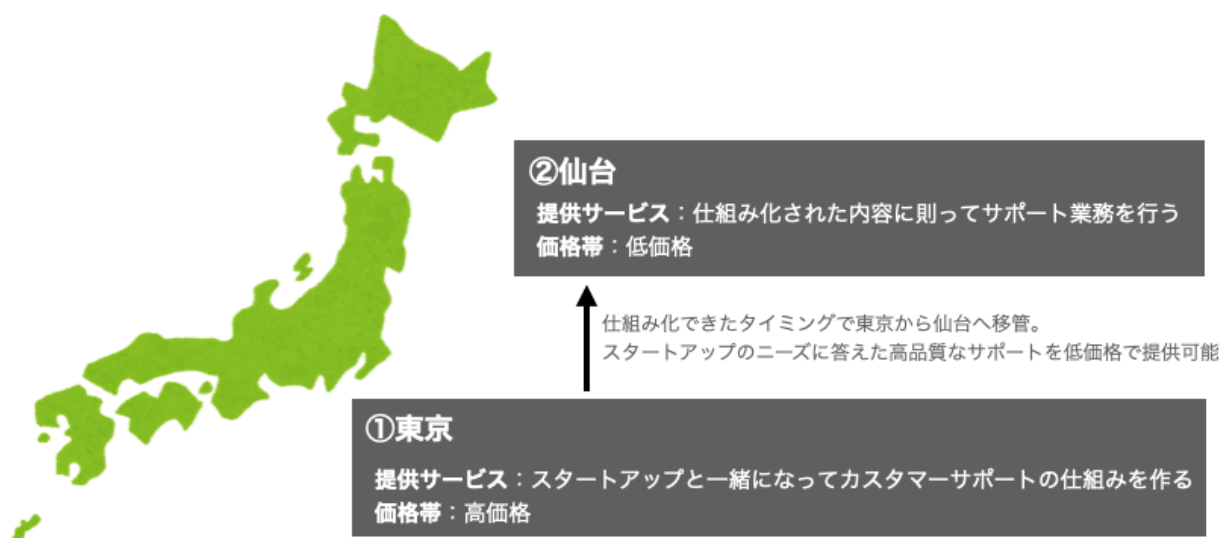 ②仙台
提供サービス：仕組み化された内容に則ってサポート業務を行う
価格帯：低価格
仕組み化できたタイミングで東京から仙台へ移管。
スタートアップのニーズに答えた高品質なサポートを低価格で提供可能
①東京
提供サービス：スタートアップと一緒になってカスタマーサポートの仕組みを作る
価格帯：高価格